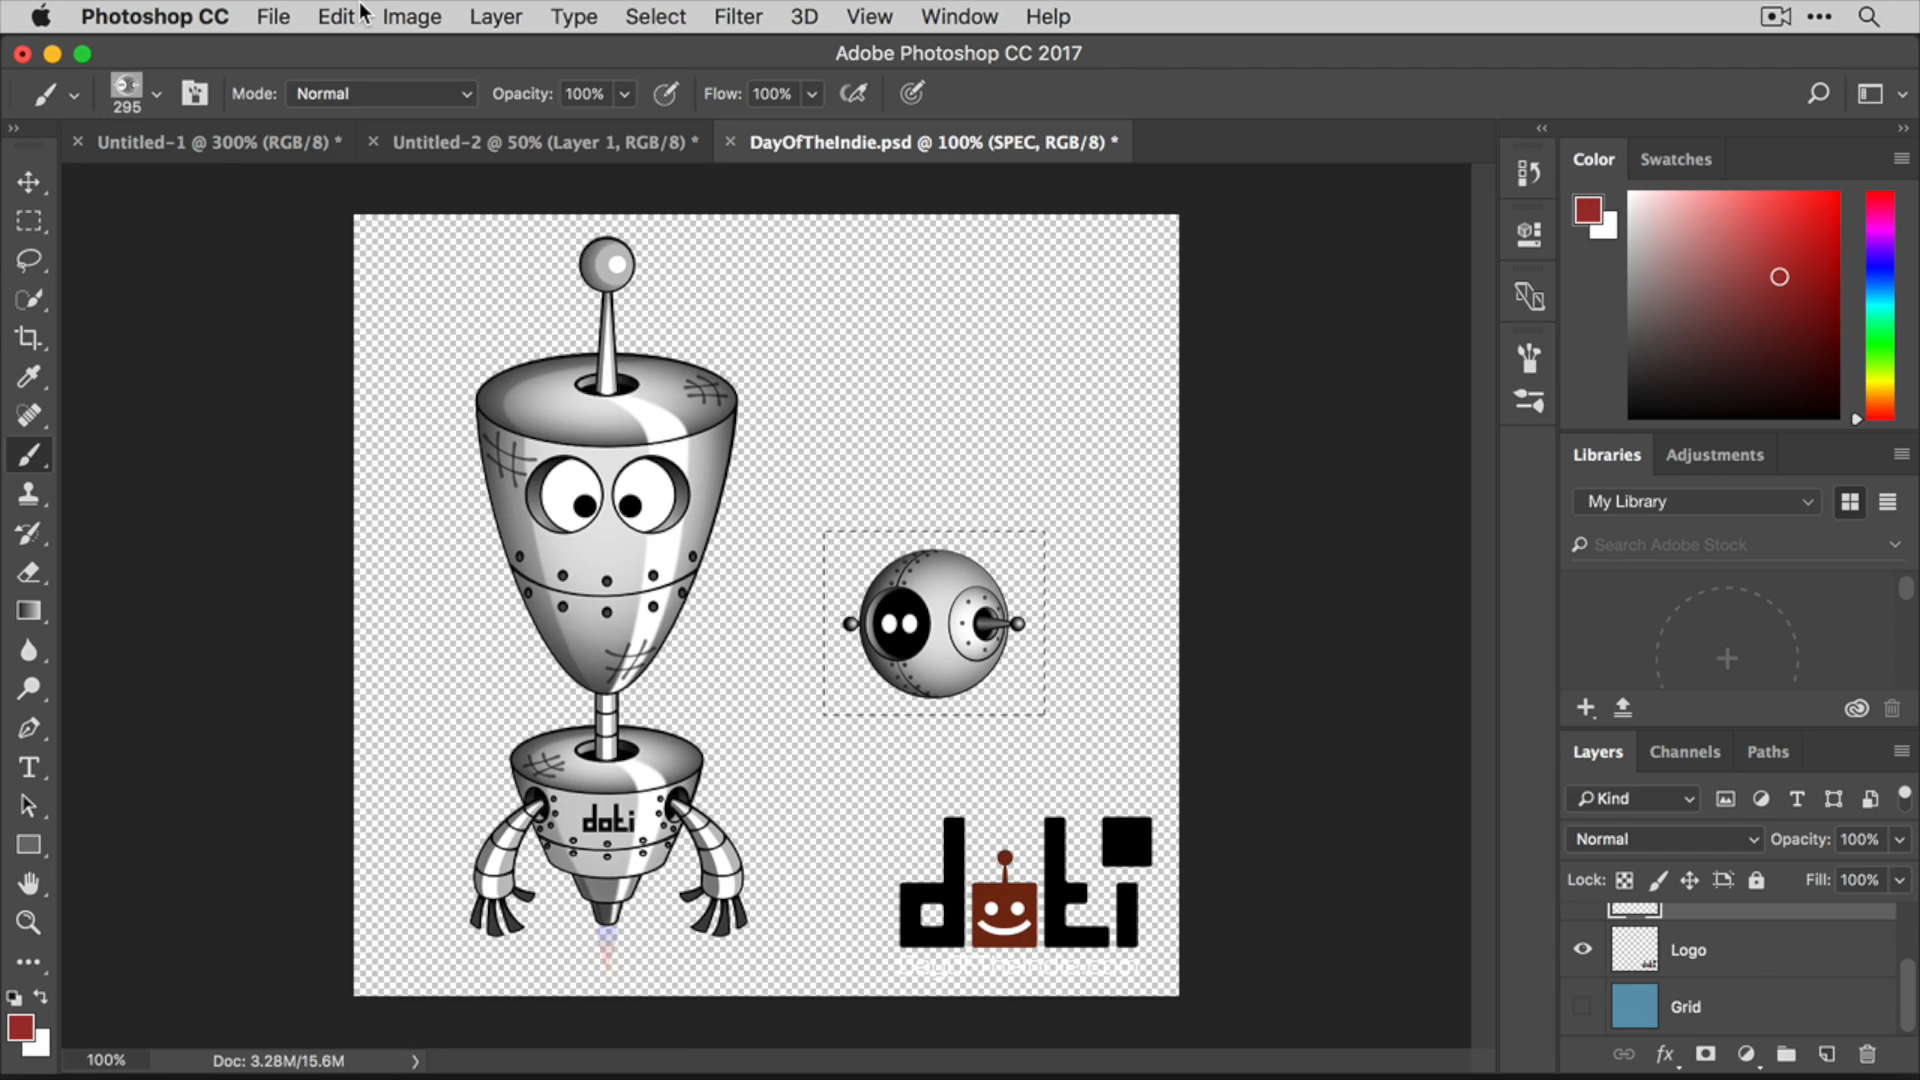 Photoshop CC File Edit Image Layer Type Select Filter 3D View Window Help
Adobe Photoshop CC 2017
295 Mode: Normal Opacity: 100% Flow: 100%
Untitled-1 @ 300% (RGB/8) * Untitled-2 @ 50% (Layer 1, RGB/8) * DayOfTheIndie.psd @ 100% (SPEC, RGB/8) *
Color Swatches
Libraries Adjustments
My Library
Search Adobe Stock
Layers Channels Paths
Kind
Normal Opacity: 100%
Lock: Fill: 100%
Logo
Grid
doti
doti
100% Doc: 3.28M/15.6M